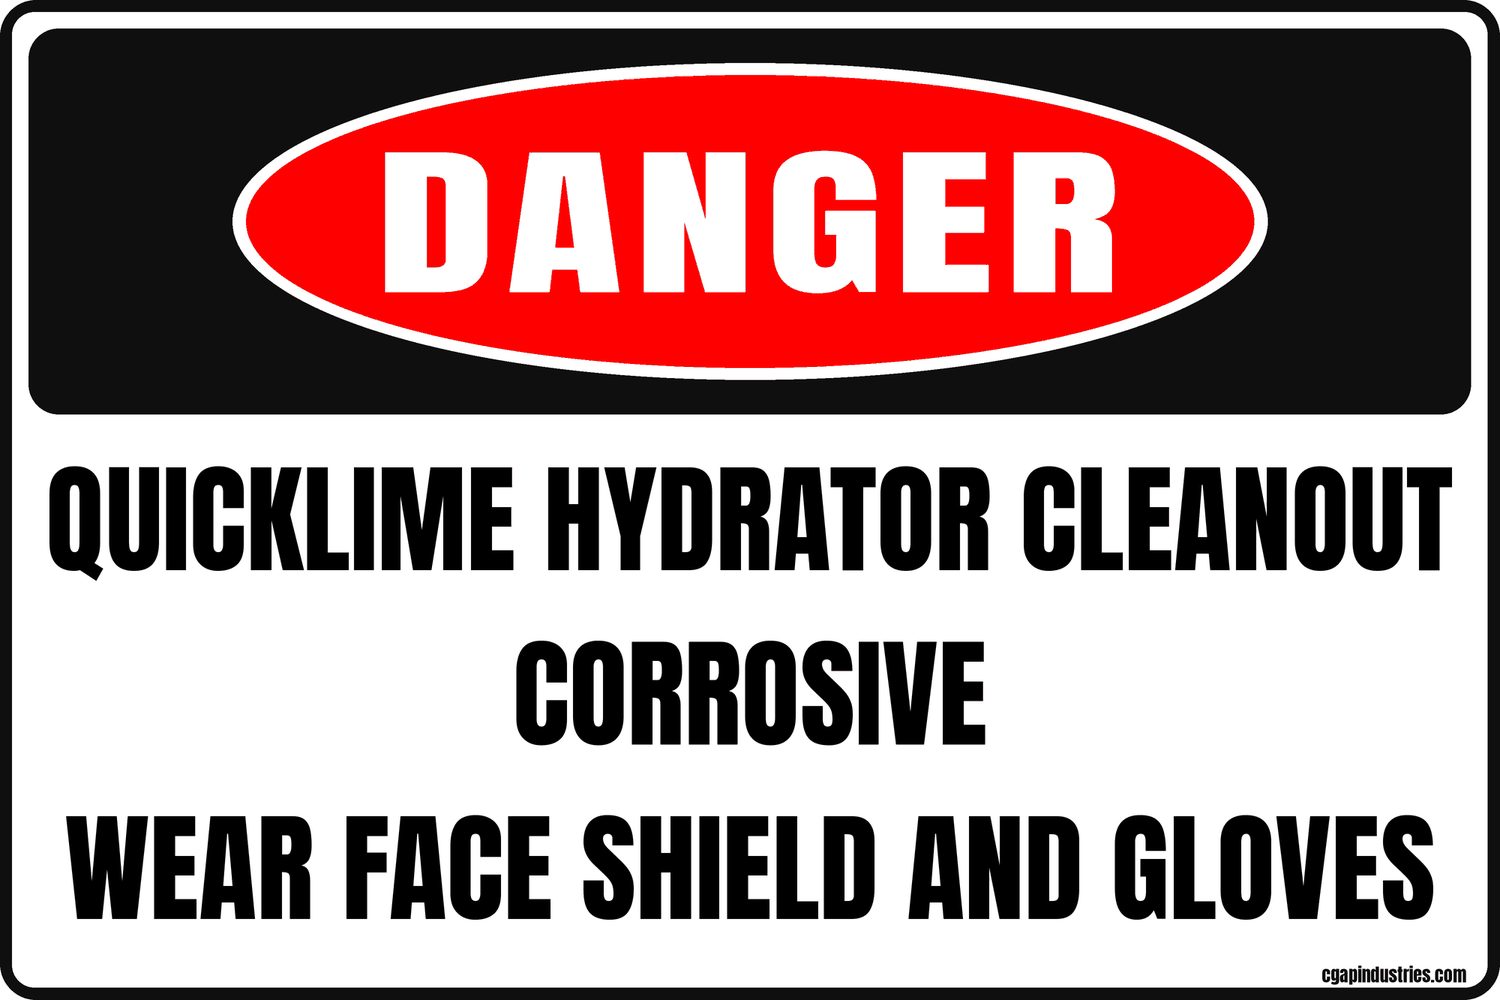 DANGER
QUICKLIME HYDRATOR CLEANOUT
CORROSIVE
WEAR FACE SHIELD AND GLOVES
cgapindustries.com